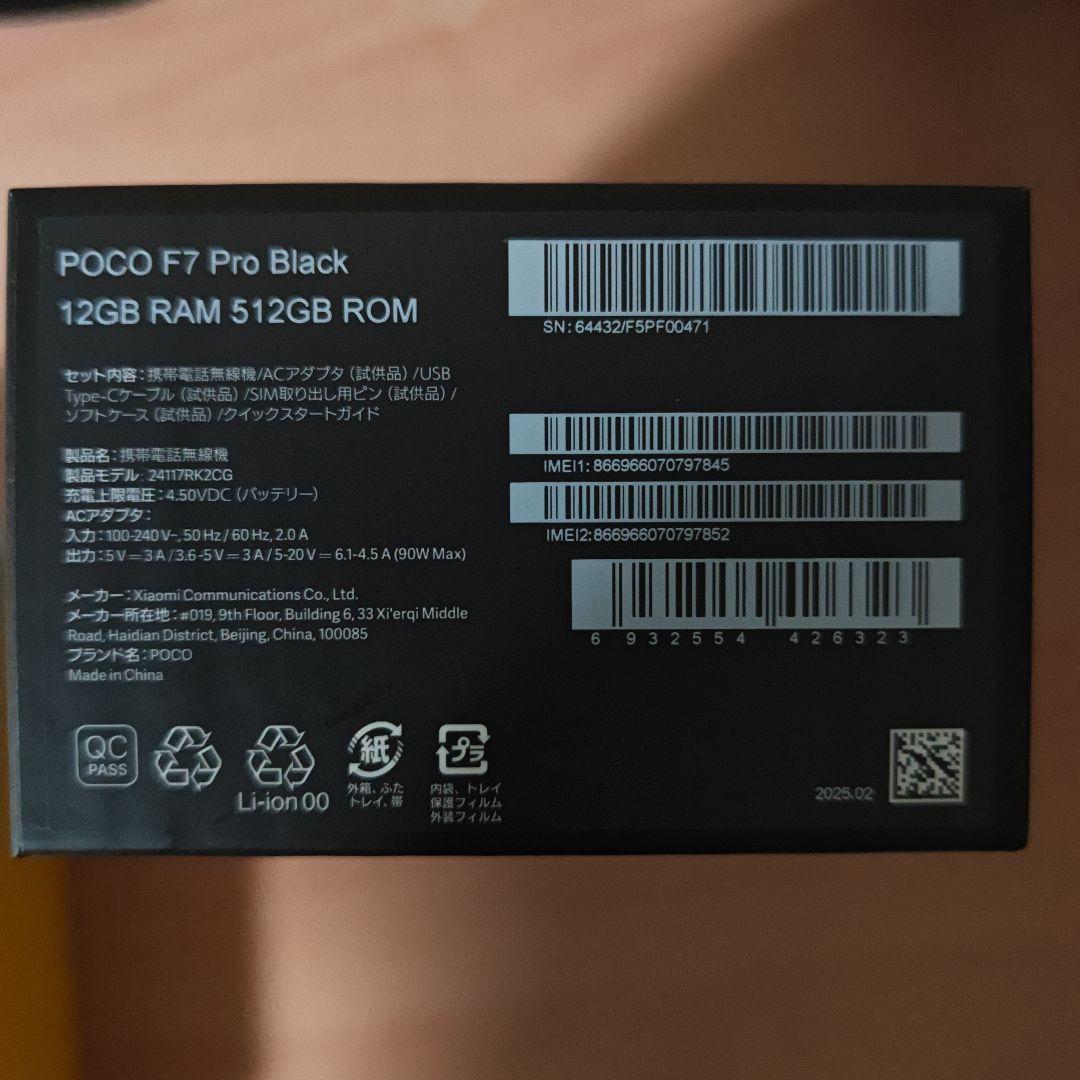 POCO F7 Pro Black
12GB RAM 512GB ROM
セット内容：携帯電話無線機/ACアダプタ（試供品）/USB
Type-Cケーブル（試供品）/SIM取り出し用ピン（試供品）/
ソフトケース（試供品）/クイックスタートガイド
製品名：携帯電話無線機
製品モデル：24117RK2CG
充電上限電圧：4.50VDC（バッテリー）
ACアダプタ：
入力：100-240 V~, 50 Hz / 60 Hz, 2.0 A
出力：5 V ⎓ 3 A / 3.6-5 V ⎓ 3 A / 5-20 V ⎓ 6.1-4.5 A (90W Max)
メーカー：Xiaomi Communications Co., Ltd.
メーカー所在地：#019, 9th Floor, Building 6, 33 Xi'erqi Middle
Road, Haidian District, Beijing, China, 100085
ブランド名：POCO
Made in China
QC
PASS
Li-ion 00
紙
外箱、ふた
トレイ、帯
プラ
内袋、トレイ
保護フィルム
外装フィルム
SN: 64432/F5PF00471
IMEI1: 866966070797845
IMEI2: 866966070797852
6 932554 426323
2025.02